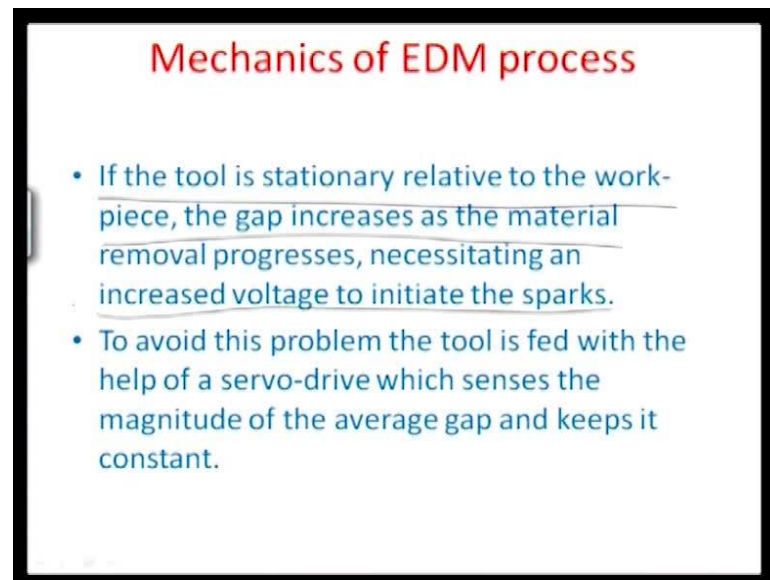 Mechanics of EDM process
• If the tool is stationary relative to the work-
piece, the gap increases as the material
removal progresses, necessitating an
increased voltage to initiate the sparks.
• To avoid this problem the tool is fed with the
help of a servo-drive which senses the
magnitude of the average gap and keeps it
constant.